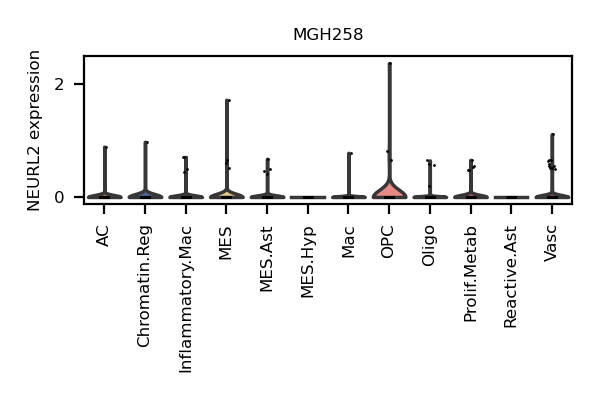 MGH258
NEURL2 expression
2
0
AC
Chromatin.Reg
Inflammatory.Mac
MES
MES.Ast
MES.Hyp
Mac
OPC
Oligo
Prolif.Metab
Reactive.Ast
Vasc